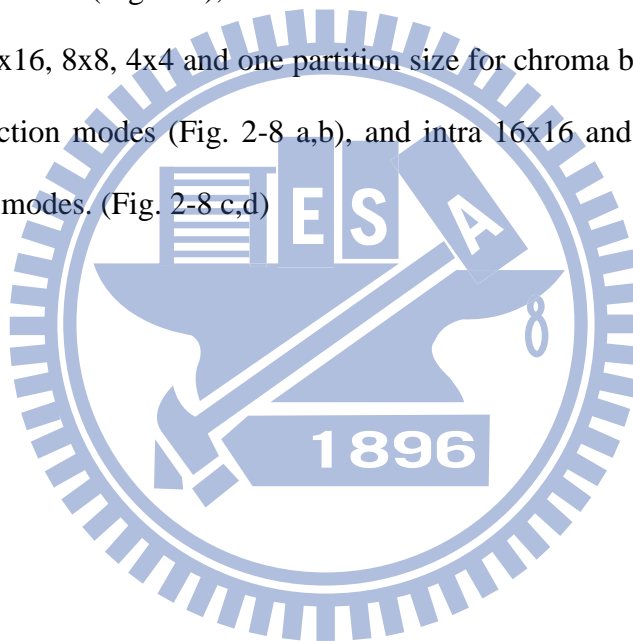 x16, 8x8, 4x4 and one partition size for chroma b
ction modes (Fig. 2-8 a,b), and intra 16x16 and
modes. (Fig. 2-8 c,d)
E S A
1896